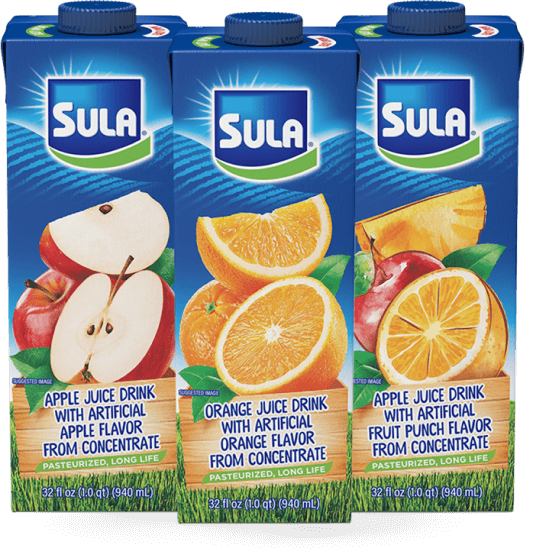 SULA®
SUGGESTED IMAGE
APPLE JUICE DRINK
WITH ARTIFICIAL
APPLE FLAVOR
FROM CONCENTRATE
PASTEURIZED, LONG LIFE
32 fl oz (1.0 qt) (940 mL)
SULA®
SUGGESTED IMAGE
ORANGE JUICE DRINK
WITH ARTIFICIAL
ORANGE FLAVOR
FROM CONCENTRATE
PASTEURIZED, LONG LIFE
32 fl oz (1.0 qt) (940 mL)
SULA®
SUGGESTED IMAGE
APPLE JUICE DRINK
WITH ARTIFICIAL
FRUIT PUNCH FLAVOR
FROM CONCENTRATE
PASTEURIZED, LONG LIFE
32 fl oz (1.0 qt) (940 mL)